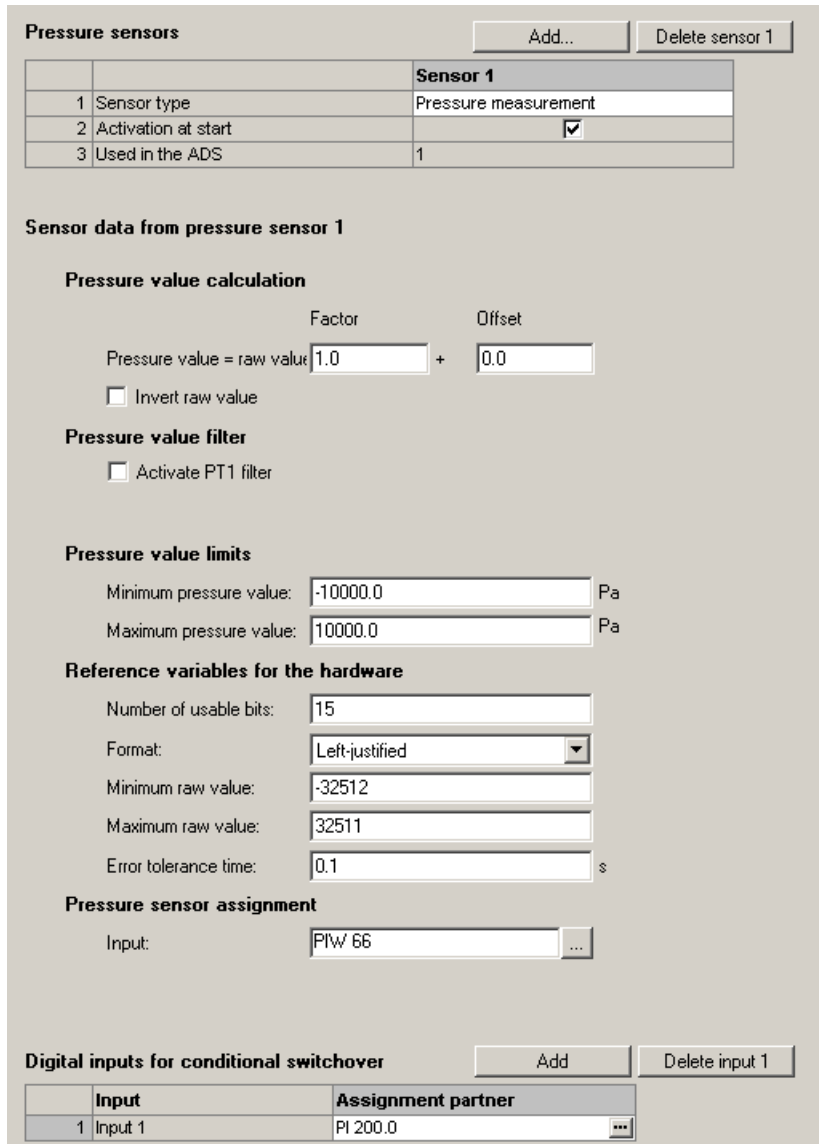 Pressure sensors Add... Delete sensor 1
Sensor 1
1 Sensor type Pressure measurement
2 Activation at start
3 Used in the ADS 1
Sensor data from pressure sensor 1
Pressure value calculation
Factor Offset
Pressure value = raw value 1.0 + 0.0
Invert raw value
Pressure value filter
Activate PT1 filter
Pressure value limits
Minimum pressure value: -10000.0 Pa
Maximum pressure value: 10000.0 Pa
Reference variables for the hardware
Number of usable bits: 15
Format: Left-justified
Minimum raw value: -32512
Maximum raw value: 32511
Error tolerance time: 0.1 s
Pressure sensor assignment
Input: PIW 66 ...
Digital inputs for conditional switchover Add Delete input 1
Input Assignment partner
1 Input 1 PI 200.0 ...